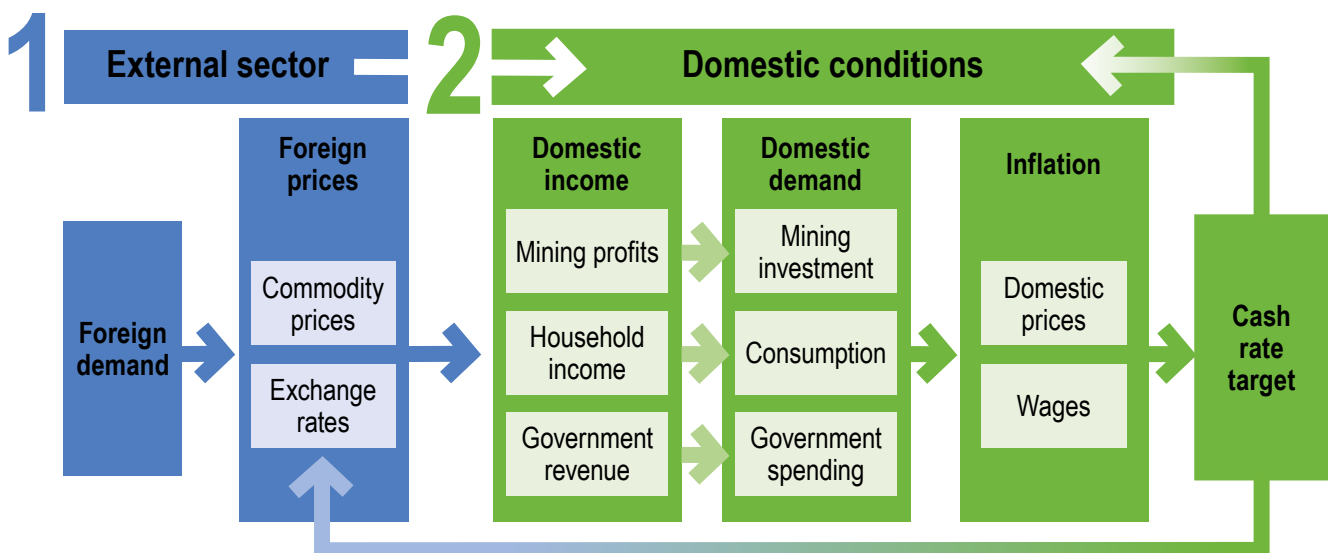 1
External sector
2
Domestic conditions
Foreign
demand
Foreign
prices
Commodity
prices
Exchange
rates
Domestic
income
Mining profits
Household
income
Government
revenue
Domestic
demand
Mining
investment
Consumption
Government
spending
Inflation
Domestic
prices
Wages
Cash
rate
target